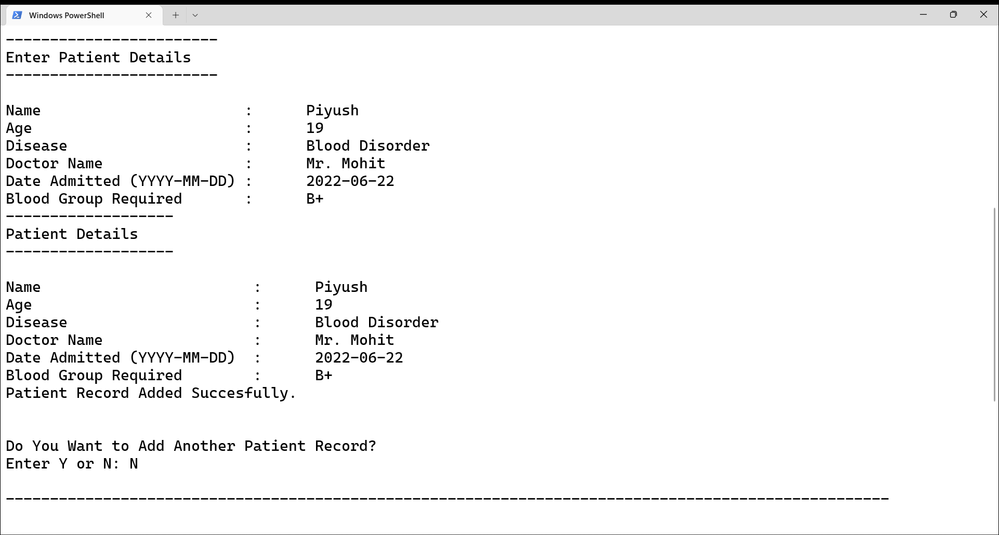 Windows PowerShell
------------------------
Enter Patient Details
------------------------
Name : Piyush
Age : 19
Disease : Blood Disorder
Doctor Name : Mr. Mohit
Date Admitted (YYYY-MM-DD) : 2022-06-22
Blood Group Required : B+
-------------------
Patient Details
-------------------
Name : Piyush
Age : 19
Disease : Blood Disorder
Doctor Name : Mr. Mohit
Date Admitted (YYYY-MM-DD) : 2022-06-22
Blood Group Required : B+
Patient Record Added Succesfully.
Do You Want to Add Another Patient Record?
Enter Y or N: N
----------------------------------------------------------------------------------------------------